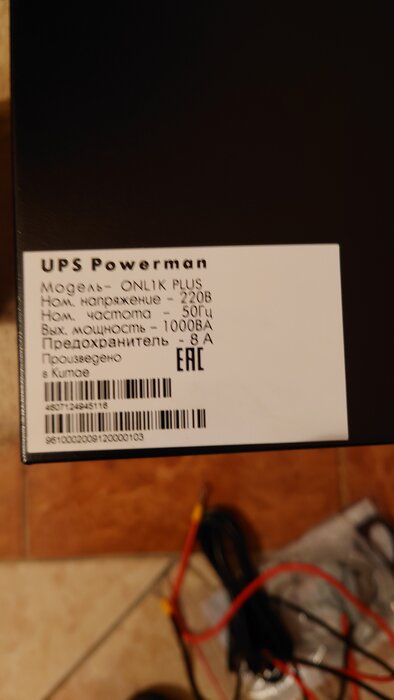 UPS Powerman
Модель– ONL1K PLUS
Ном. напряжение – 220В
Ном. частота – 50Гц
Вых. мощность – 1000ВА
Предохранитель - 8 А
Произведено
в Китае
EAC
4607124945116
9610002009120000103